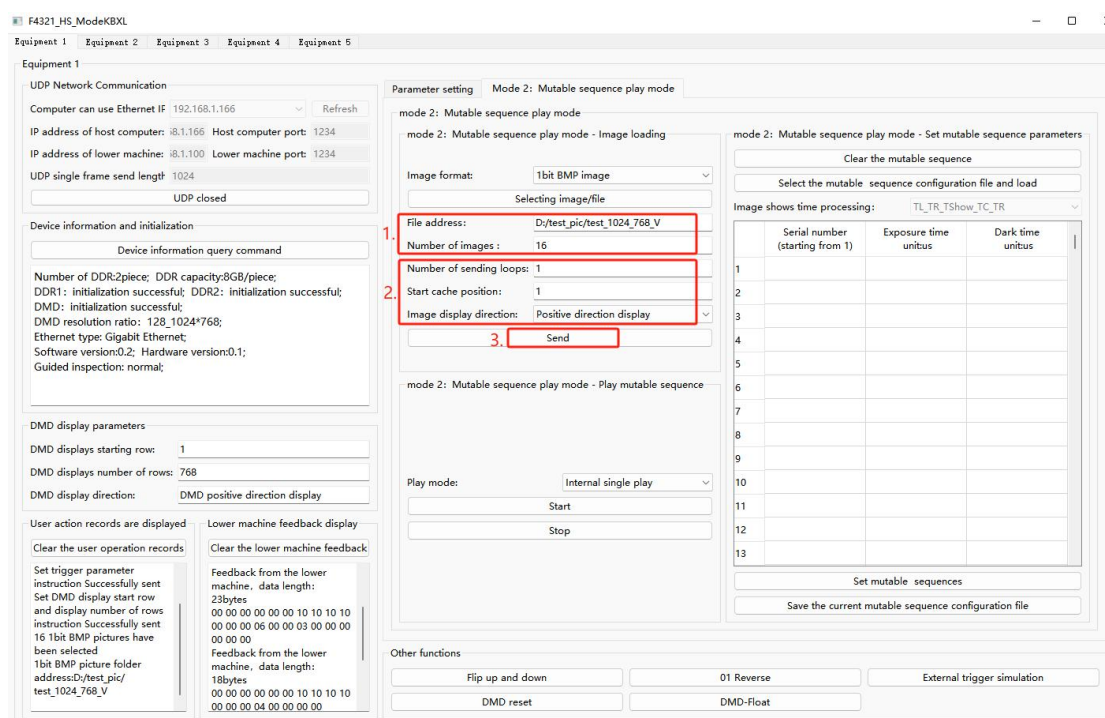 F4321_HS_ModeKBXL
Equipment 1 Equipment 2 Equipment 3 Equipment 4 Equipment 5
Equipment 1
UDP Network Communication
Computer can use Ethernet IF 192.168.1.166 Refresh
IP address of host computer: i8.1.166 Host computer port: 1234
IP address of lower machine: i8.1.100 Lower machine port: 1234
UDP single frame send length 1024
UDP closed
Device information and initialization
Device information query command
Number of DDR:2piece; DDR capacity:8GB/piece;
DDR1: initialization successful; DDR2: initialization successful;
DMD: initialization successful;
DMD resolution ratio: 128_1024*768;
Ethernet type: Gigabit Ethernet;
Software version:0.2; Hardware version:0.1;
Guided inspection: normal;
DMD display parameters
DMD displays starting row: 1
DMD displays number of rows: 768
DMD display direction: DMD positive direction display
User action records are displayed
Clear the user operation records
Set trigger parameter
instruction Successfully sent
Set DMD display start row
and display number of rows
instruction Successfully sent
16 1bit BMP pictures have
been selected
1bit BMP picture folder
address:D:/test_pic/
test_1024_768_V
Lower machine feedback display
Clear the lower machine feedback
Feedback from the lower
machine, data length:
23bytes
00 00 00 00 00 00 10 10 10 10
00 00 00 06 00 00 03 00 00 00
00 00 00
Feedback from the lower
machine, data length:
18bytes
00 00 00 00 00 00 10 10 10 10
00 00 00 04 00 00 00 00
Parameter setting Mode 2: Mutable sequence play mode
mode 2: Mutable sequence play mode
mode 2: Mutable sequence play mode - Image loading
Image format: 1bit BMP image
Selecting image/file
1.
File address: D:/test_pic/test_1024_768_V
Number of images : 16
2.
Number of sending loops: 1
Start cache position: 1
Image display direction: Positive direction display
3. Send
mode 2: Mutable sequence play mode - Play mutable sequence
Play mode: Internal single play
Start
Stop
mode 2: Mutable sequence play mode - Set mutable sequence parameters
Clear the mutable sequence
Select the mutable sequence configuration file and load
Image shows time processing: TL_TR_TShow_TC_TR
Serial number Exposure time Dark time
(starting from 1) unit:us unit:us
1
2
3
4
5
6
7
8
9
10
11
12
13
Set mutable sequences
Save the current mutable sequence configuration file
Other functions
Flip up and down 01 Reverse External trigger simulation
DMD reset DMD-Float